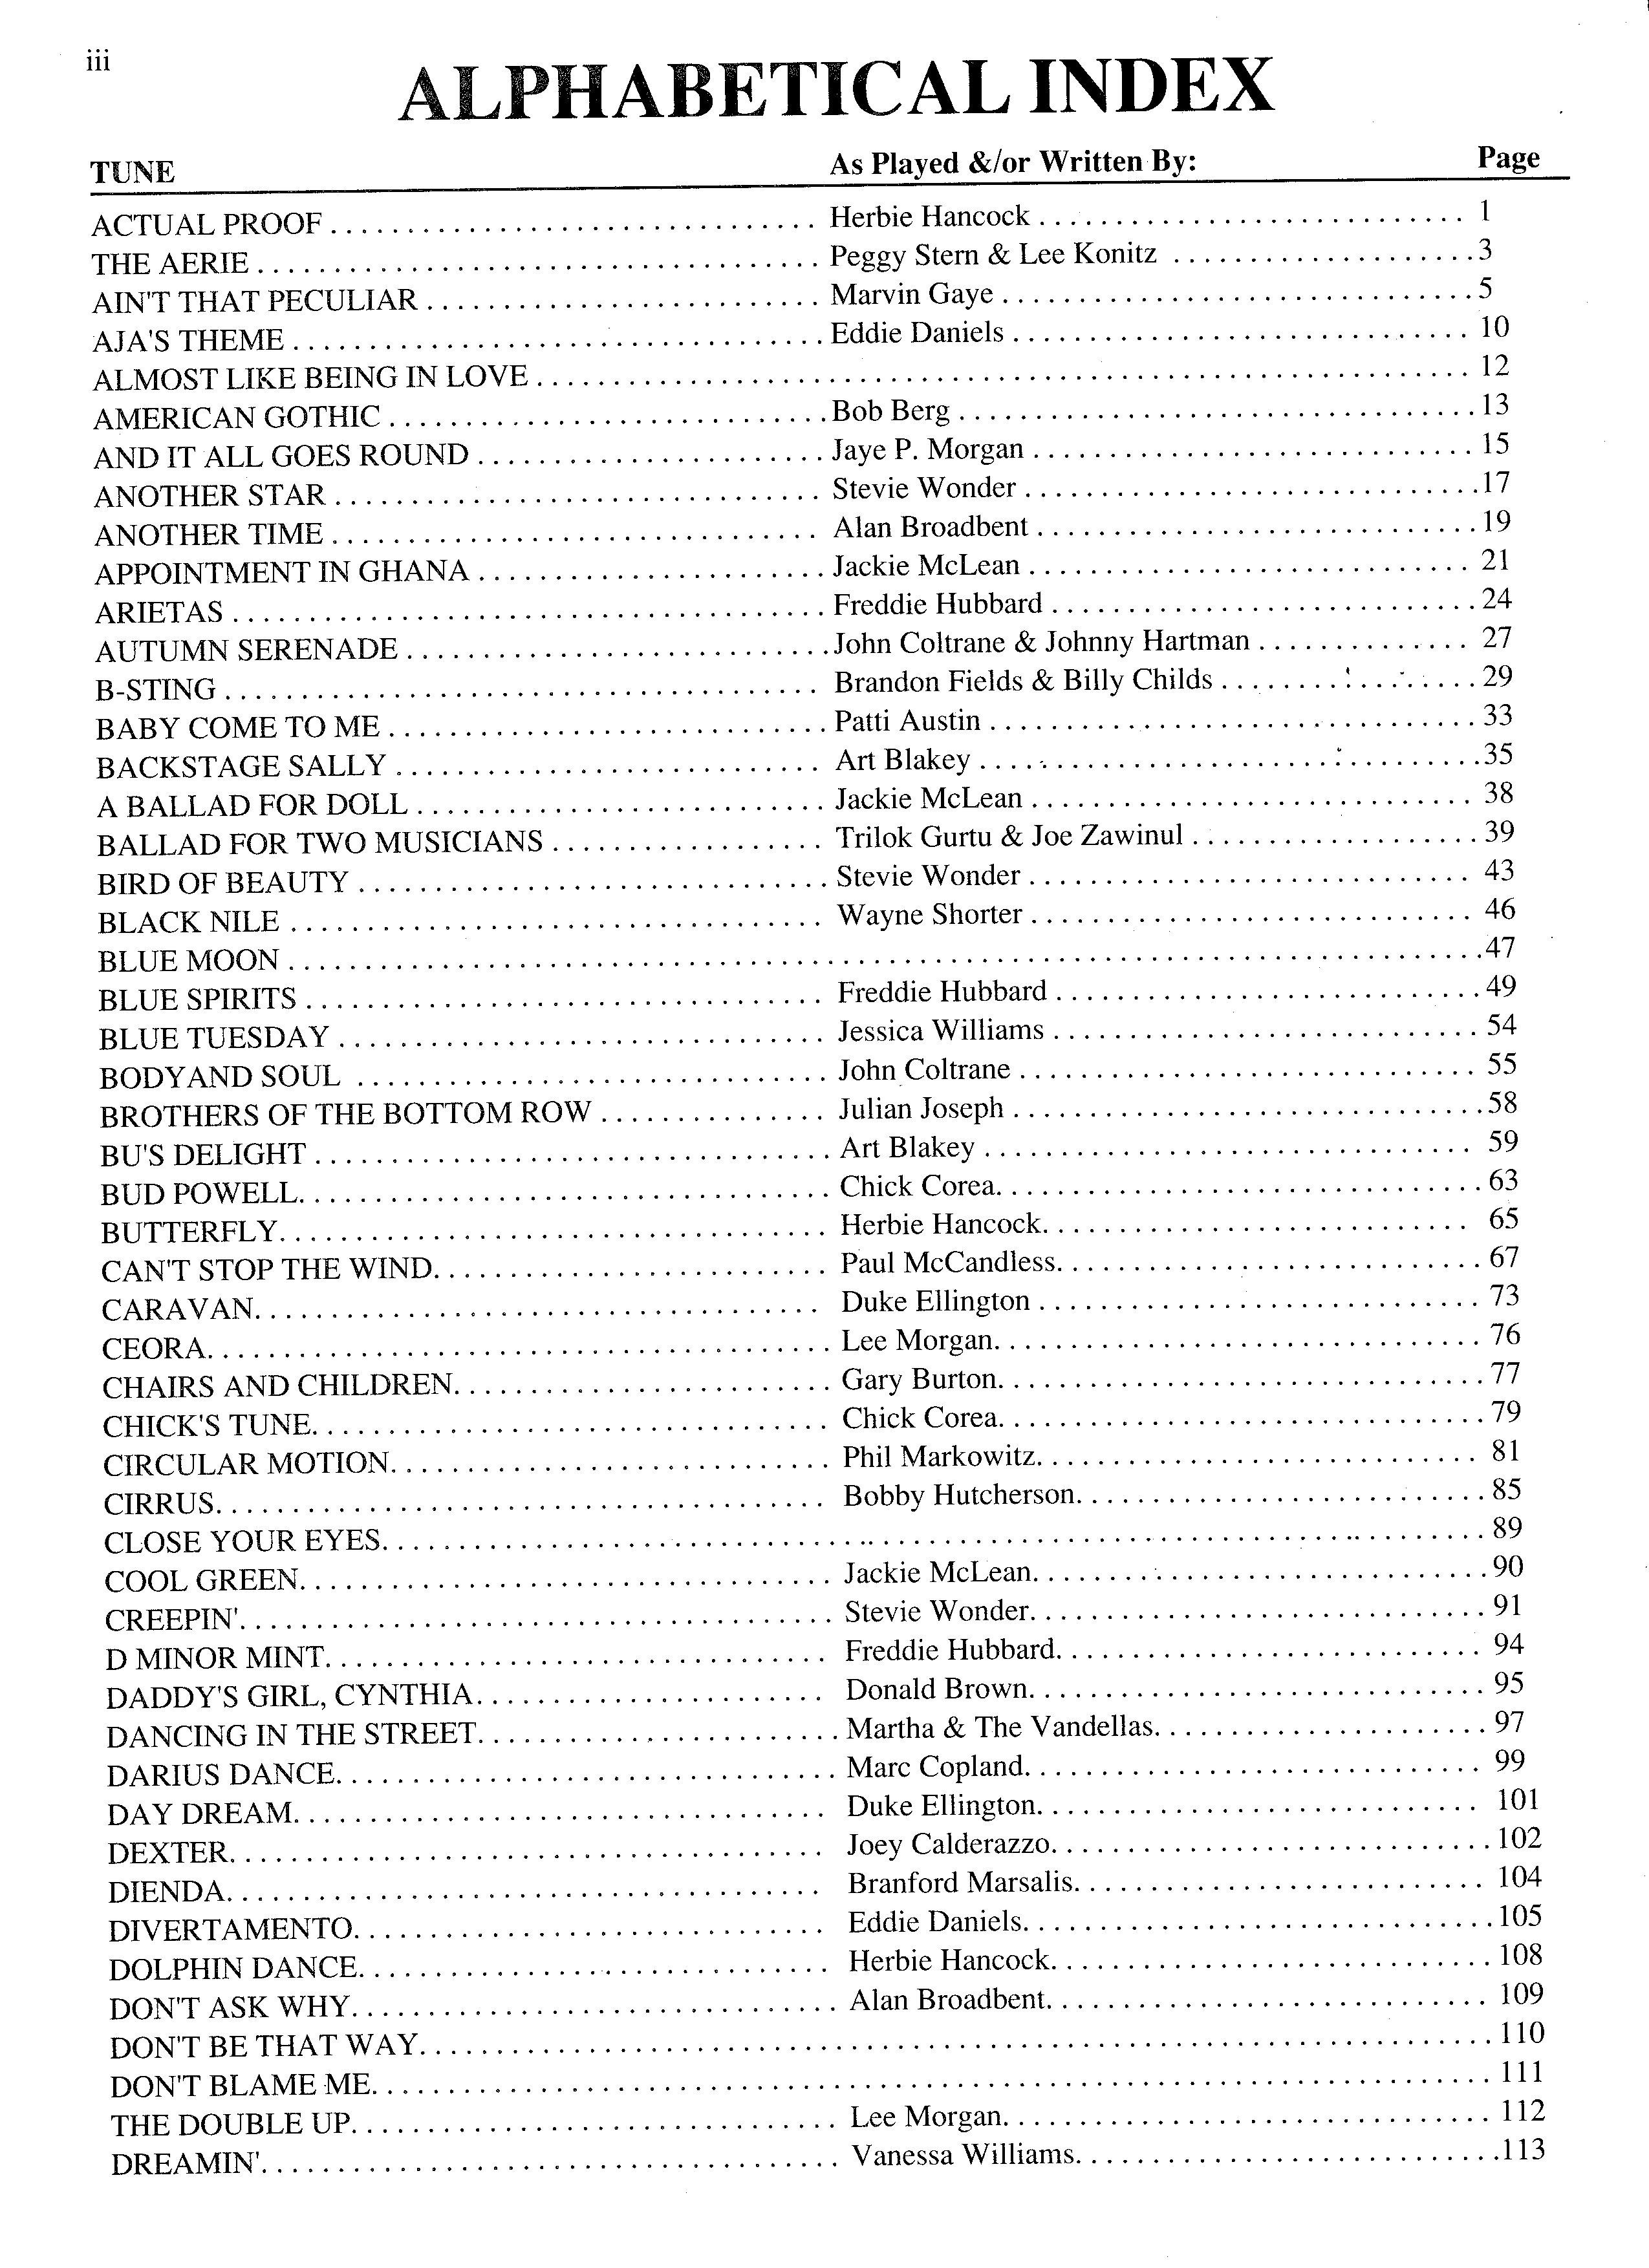 iii
ALPHABETICAL INDEX
TUNE As Played &/or Written By: Page
ACTUAL PROOF Herbie Hancock 1
THE AERIE Peggy Stern & Lee Konitz 3
AIN'T THAT PECULIAR Marvin Gaye 5
AJA'S THEME Eddie Daniels 10
ALMOST LIKE BEING IN LOVE 12
AMERICAN GOTHIC Bob Berg 13
AND IT ALL GOES ROUND Jaye P. Morgan 15
ANOTHER STAR Stevie Wonder 17
ANOTHER TIME Alan Broadbent 19
APPOINTMENT IN GHANA Jackie McLean 21
ARIETAS Freddie Hubbard 24
AUTUMN SERENADE John Coltrane & Johnny Hartman 27
B-STING Brandon Fields & Billy Childs 29
BABY COME TO ME Patti Austin 33
BACKSTAGE SALLY Art Blakey 35
A BALLAD FOR DOLL Jackie McLean 38
BALLAD FOR TWO MUSICIANS Trilok Gurtu & Joe Zawinul 39
BIRD OF BEAUTY Stevie Wonder 43
BLACK NILE Wayne Shorter 46
BLUE MOON 47
BLUE SPIRITS Freddie Hubbard 49
BLUE TUESDAY Jessica Williams 54
BODY AND SOUL John Coltrane 55
BROTHERS OF THE BOTTOM ROW Julian Joseph 58
BU'S DELIGHT Art Blakey 59
BUD POWELL Chick Corea 63
BUTTERFLY Herbie Hancock 65
CAN'T STOP THE WIND Paul McCandless 67
CARAVAN Duke Ellington 73
CEORA Lee Morgan 76
CHAIRS AND CHILDREN Gary Burton 77
CHICK'S TUNE Chick Corea 79
CIRCULAR MOTION Phil Markowitz 81
CIRRUS Bobby Hutcherson 85
CLOSE YOUR EYES 89
COOL GREEN Jackie McLean 90
CREEPIN' Stevie Wonder 91
D MINOR MINT Freddie Hubbard 94
DADDY'S GIRL, CYNTHIA Donald Brown 95
DANCING IN THE STREET Martha & The Vandellas 97
DARIUS DANCE Marc Copland 99
DAY DREAM Duke Ellington 101
DEXTER Joey Calderazzo 102
DIENDA Branford Marsalis 104
DIVERTAMENTO Eddie Daniels 105
DOLPHIN DANCE Herbie Hancock 108
DON'T ASK WHY Alan Broadbent 109
DON'T BE THAT WAY 110
DON'T BLAME ME 111
THE DOUBLE UP Lee Morgan 112
DREAMIN' Vanessa Williams 113